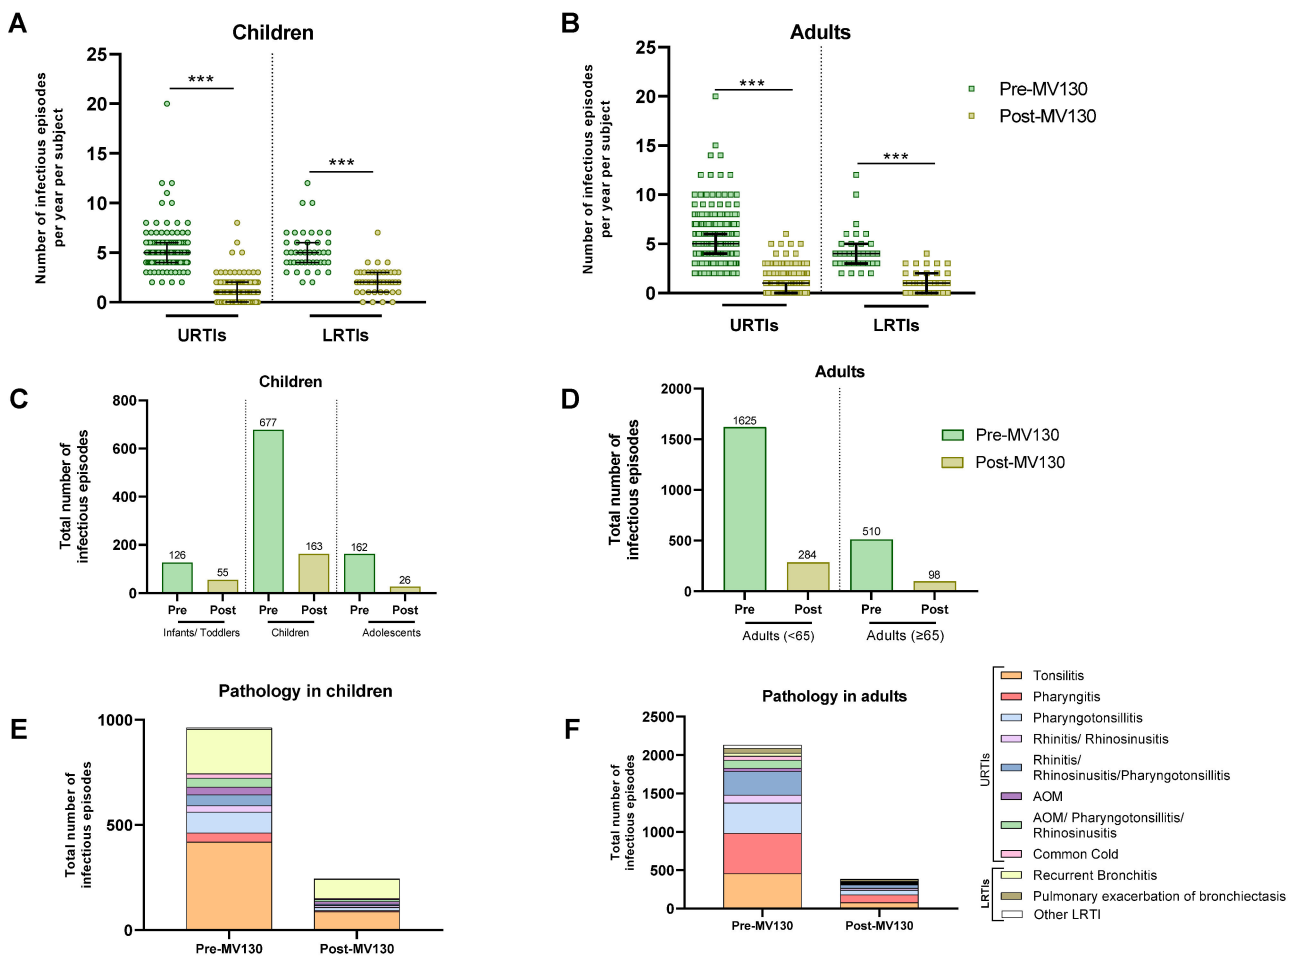 A
Children
Number of infectious episodes
per year per subject
25
20
15
10
5
0
***
***
URTIs
LRTIs
B
Adults
Number of infectious episodes
per year per subject
25
20
15
10
5
0
***
***
URTIs
LRTIs
Pre-MV130
Post-MV130
C
Children
Total number of
infectious episodes
800
600
400
200
0
126
55
677
163
162
26
Pre
Post
Pre
Post
Pre
Post
Infants/ Toddlers
Children
Adolescents
D
Adults
Total number of
infectious episodes
2000
1500
1000
500
0
1625
284
510
98
Pre
Post
Pre
Post
Adults (<65)
Adults (≥65)
Pre-MV130
Post-MV130
E
Pathology in children
Total number of
infectious episodes
1000
500
0
Pre-MV130
Post-MV130
F
Pathology in adults
Total number of
infectious episodes
2500
2000
1500
1000
500
0
Pre-MV130
Post-MV130
URTIs
Tonsilitis
Pharyngitis
Pharyngotonsillitis
Rhinitis/ Rhinosinusitis
Rhinitis/
Rhinosinusitis/Pharyngotonsillitis
AOM
AOM/ Pharyngotonsillitis/
Rhinosinusitis
Common Cold
LRTIs
Recurrent Bronchitis
Pulmonary exacerbation of bronchiectasis
Other LRTI